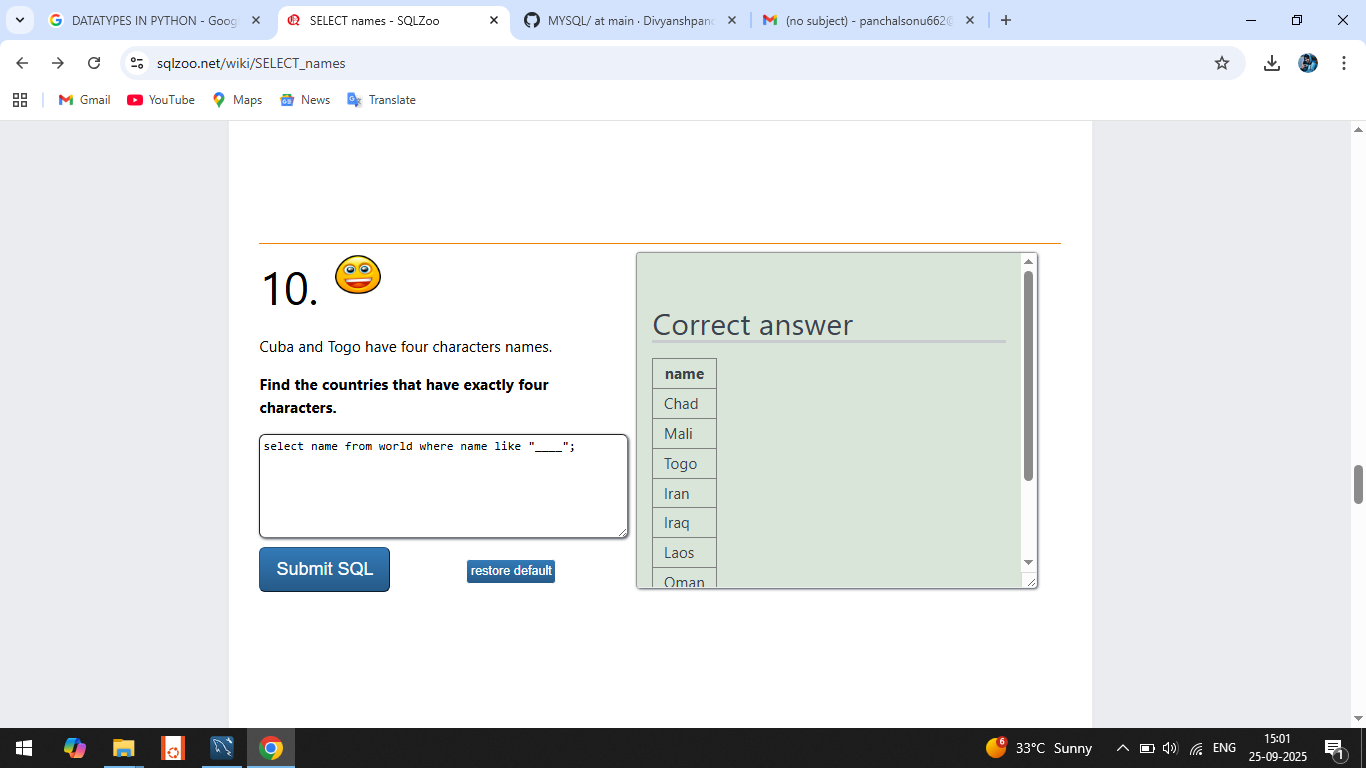 DATATYPES IN PYTHON - Goog
SELECT names - SQLZoo
MYSQL/ at main · Divyanshpan
(no subject) - panchalsonu662@
sqlzoo.net/wiki/SELECT_names
Gmail
YouTube
Maps
News
Translate
10.
Cuba and Togo have four characters names.
Find the countries that have exactly four
characters.
select name from world where name like "____";
Submit SQL
restore default
Correct answer
name
Chad
Mali
Togo
Iran
Iraq
Laos
Oman
6
33°C Sunny
ENG
15:01
25-09-2025
1